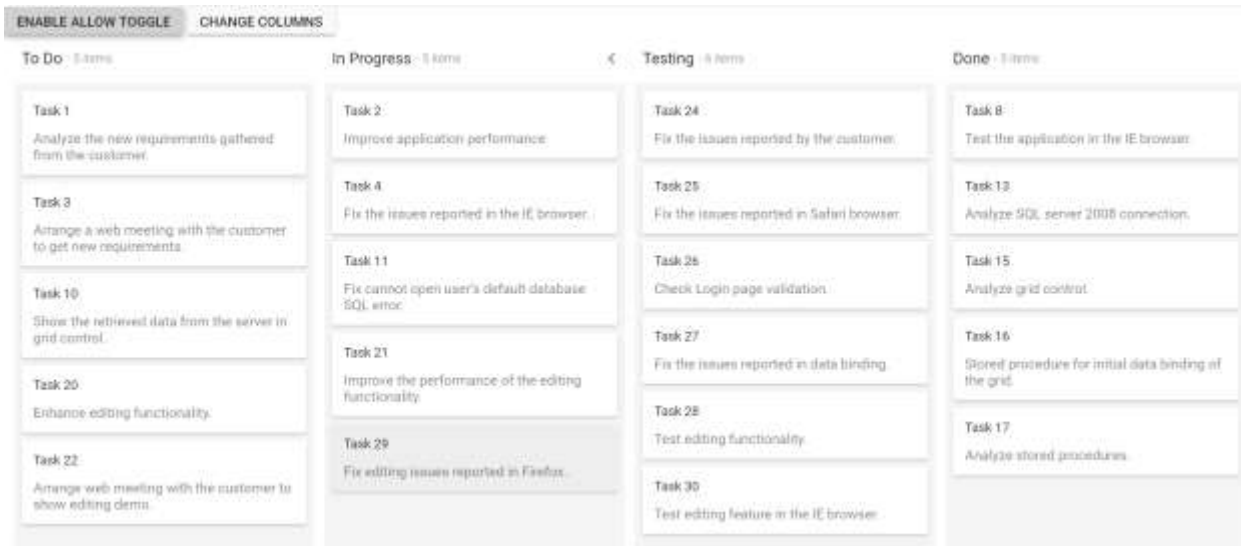 ENABLE ALLOW TOGGLE CHANGE COLUMNS
To Do - 5 items
Task 1
Analyze the new requirements gathered
from the customer.
Task 3
Arrange a web meeting with the customer
to get new requirements.
Task 10
Show the retrieved data from the server in
grid control.
Task 20
Enhance editing functionality.
Task 22
Arrange web meeting with the customer to
show editing demo.
In Progress - 5 items
Task 2
Improve application performance
Task 4
Fix the issues reported in the IE browser.
Task 11
Fix cannot open user's default database
SQL error.
Task 21
Improve the performance of the editing
functionality.
Task 29
Fix editing issues reported in Firefox.
Testing - 6 items
Task 24
Fix the issues reported by the customer.
Task 25
Fix the issues reported in Safari browser.
Task 26
Check Login page validation.
Task 27
Fix the issues reported in data binding.
Task 28
Test editing functionality.
Task 30
Test editing feature in the IE browser.
Done - 5 items
Task 8
Test the application in the IE browser.
Task 13
Analyze SQL server 2008 connection.
Task 15
Analyze grid control.
Task 16
Stored procedure for initial data binding of
the grid.
Task 17
Analyze stored procedures.